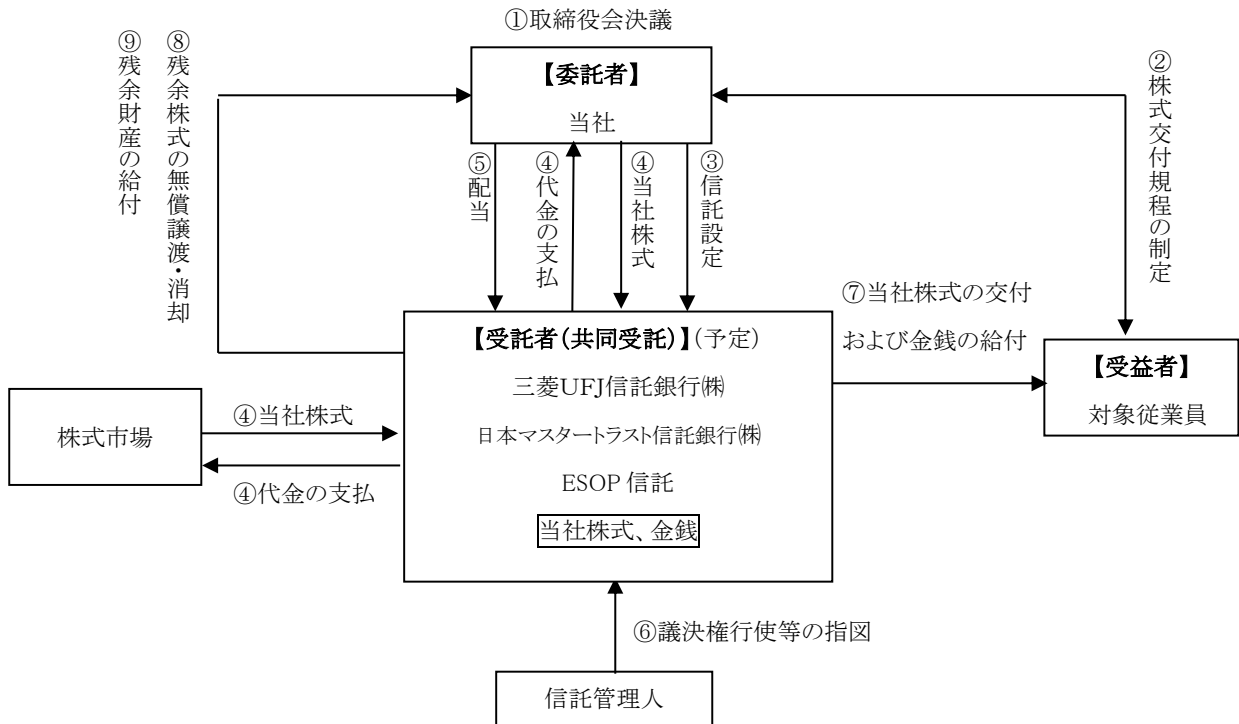 ①取締役会決議
⑨残余財産の給付
⑧残余株式の無償譲渡・消却
【委託者】
当社
②株式交付規程の制定
⑤配当
④代金の支払
④当社株式
③信託設定
⑦当社株式の交付
および金銭の給付
【受託者(共同受託)】(予定)
三菱UFJ信託銀行㈱
日本マスタートラスト信託銀行㈱
ESOP 信託
当社株式、金銭
【受益者】
対象従業員
株式市場
④当社株式
④代金の支払
⑥議決権行使等の指図
信託管理人